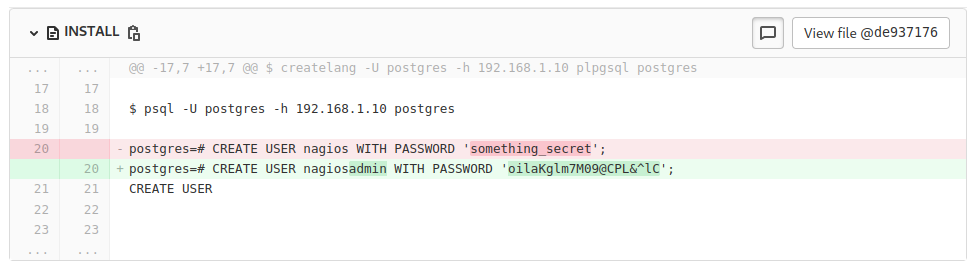 INSTALL
View file @de937176
... ... @@ -17,7 +17,7 @@ $ createlang -U postgres -h 192.168.1.10 plpgsql postgres
17 17
18 18 $ psql -U postgres -h 192.168.1.10 postgres
19 19
20 - postgres=# CREATE USER nagios WITH PASSWORD 'something_secret';
20 + postgres=# CREATE USER nagiosadmin WITH PASSWORD 'oilaKglm7M09@CPL&^lC';
21 21 CREATE USER
22 22
23 23
... ...